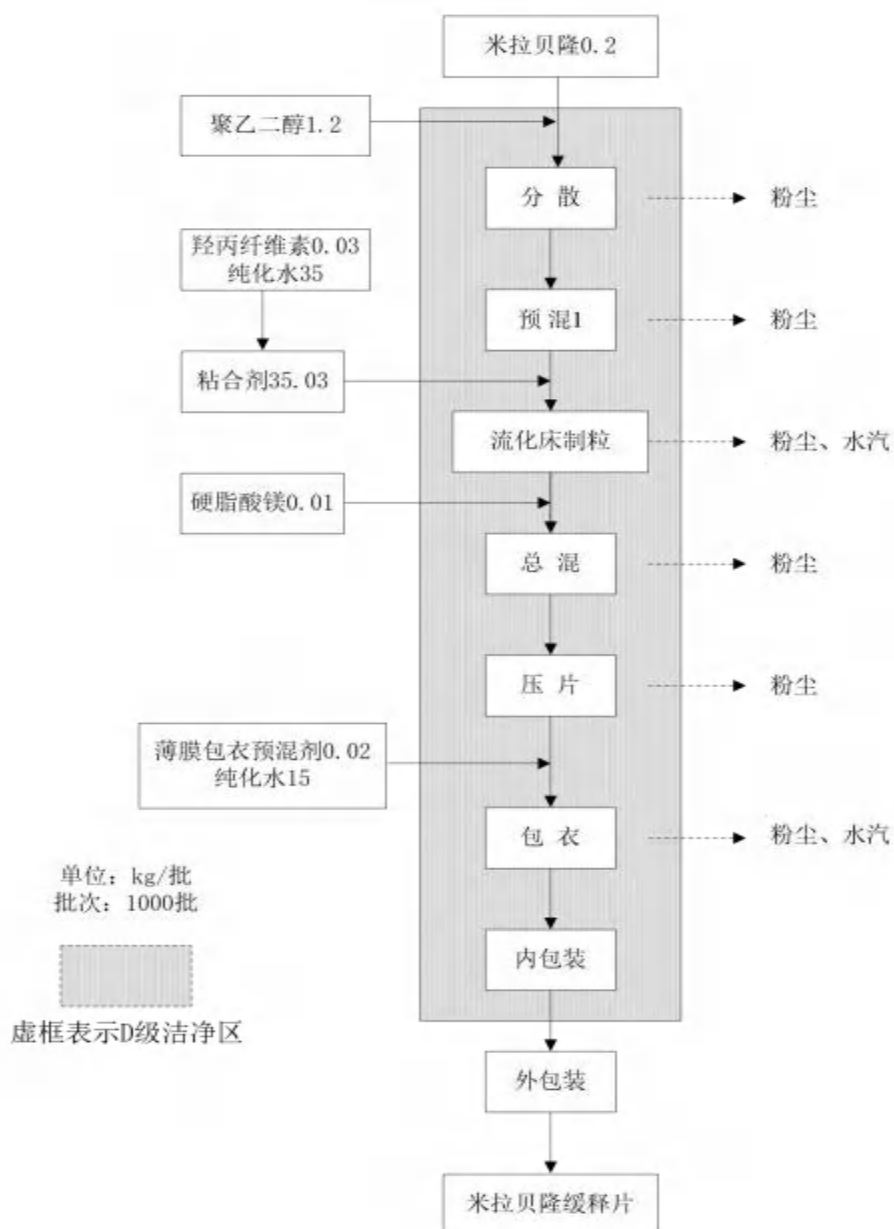 米拉贝隆0.2
聚乙二醇1.2
分 散
粉尘
羟丙纤维素0.03
纯化水35
预 混1
粉尘
粘合剂35.03
流化床制粒
粉尘、水汽
硬脂酸镁0.01
总 混
粉尘
压 片
粉尘
薄膜包衣预混剂0.02
纯化水15
包 衣
粉尘、水汽
单位：kg/批
批次：1000批
内包装
虚框表示D级洁净区
外包装
米拉贝隆缓释片